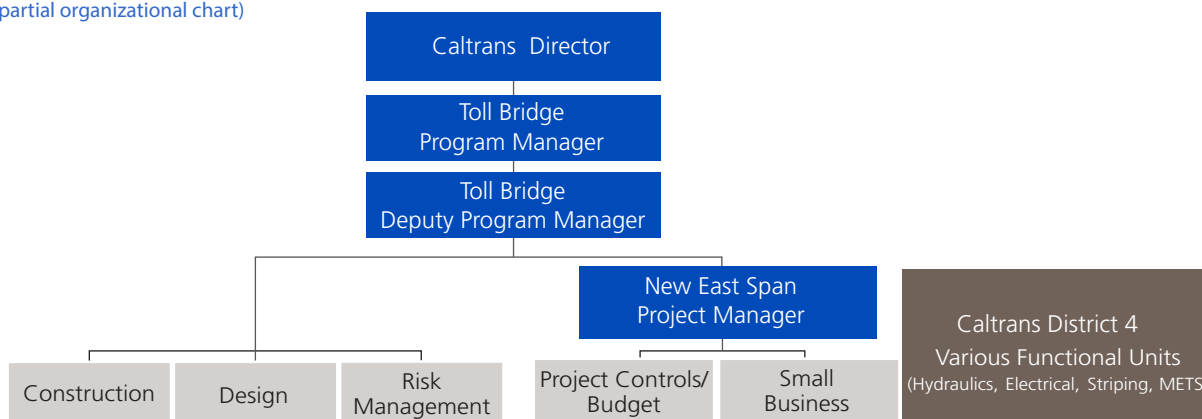 partial organizational chart)
Caltrans Director
Toll Bridge
Program Manager
Toll Bridge
Deputy Program Manager
New East Span
Project Manager
Caltrans District 4
Various Functional Units
(Hydraulics, Electrical, Striping, METS
Construction
Design
Risk
Management
Project Controls/
Budget
Small
Business